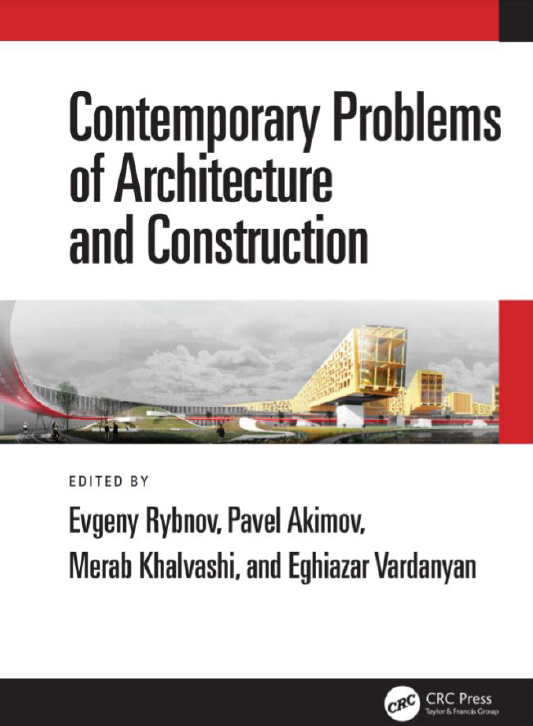 Contemporary Problems
of Architecture
and Construction
EDITED BY
Evgeny Rybnov, Pavel Akimov,
Merab Khalvashi, and Eghiazar Vardanyan
CRC
CRC Press
Taylor & Francis Group